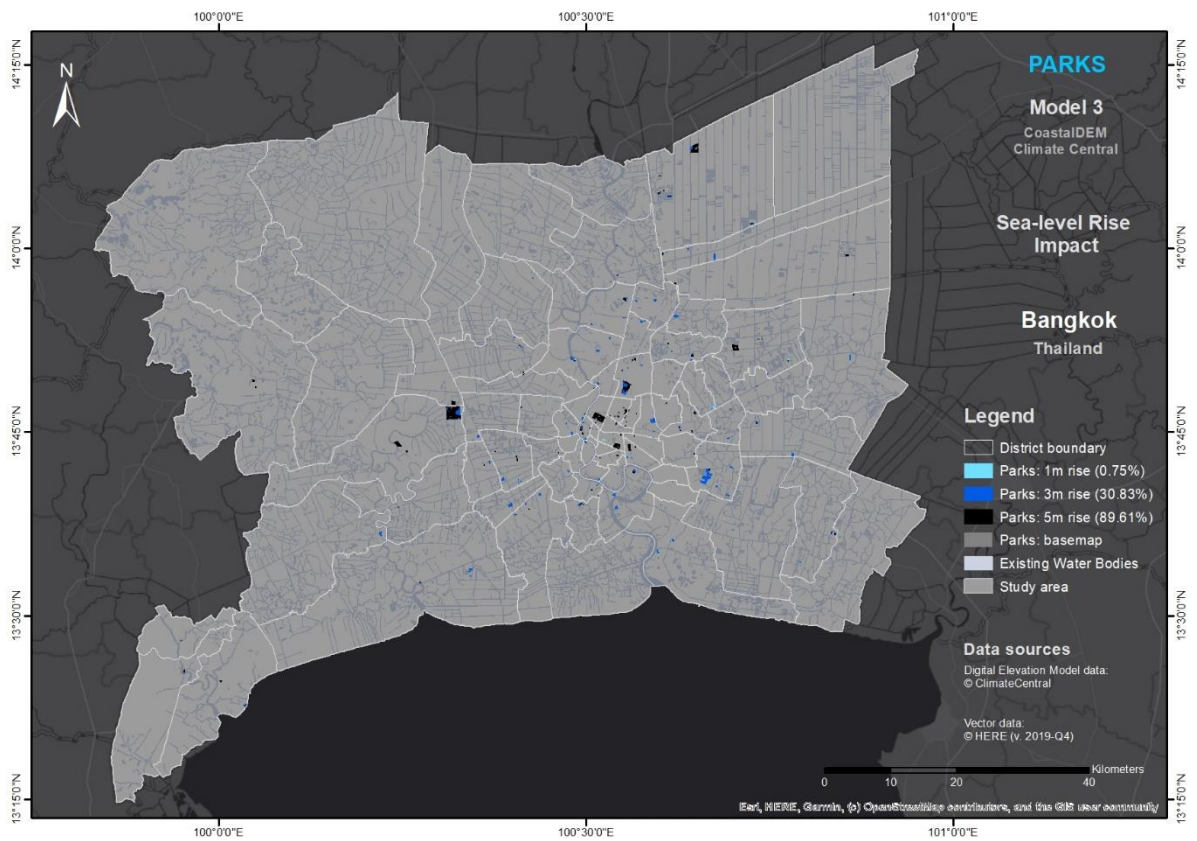 100°0'0"E
100°30'0"E
101°0'0"E
14°15'0"N
14°15'0"N
N
PARKS
Model 3
CoastalDEM
Climate Central
Sea-level Rise
Impact
14°0'0"N
14°0'0"N
Bangkok
Thailand
Legend
13°45'0"N
13°45'0"N
District boundary
Parks: 1m rise (0.75%)
Parks: 3m rise (30.83%)
Parks: 5m rise (89.61%)
Parks: basemap
Existing Water Bodies
Study area
13°30'0"N
13°30'0"N
Data sources
Digital Elevation Model data:
© ClimateCentral
Vector data:
© HERE (v. 2019-Q4)
Kilometers
0 10 20 40
13°15'0"N
13°15'0"N
Esri, HERE, Garmin, (c) OpenStreetMap contributors, and the GIS user community
100°0'0"E
100°30'0"E
101°0'0"E